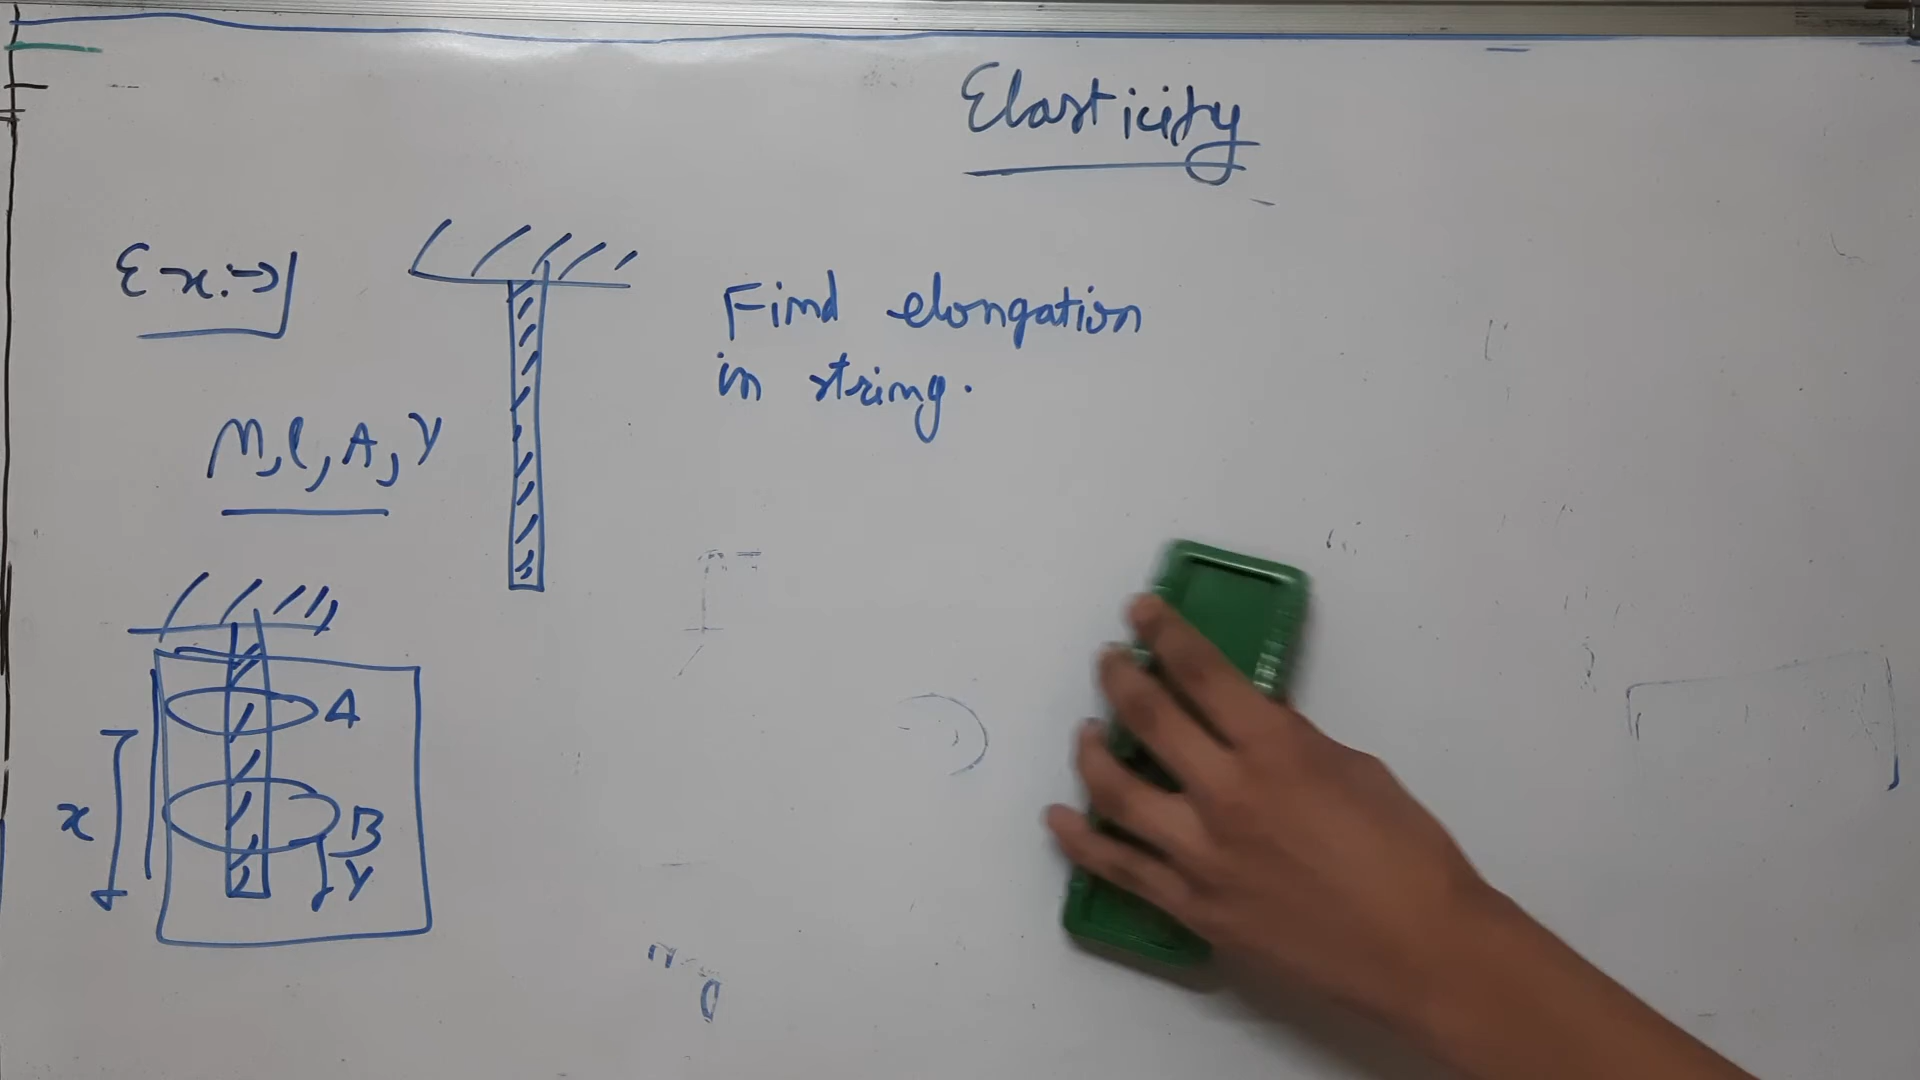 Elasticity
Ex:→
Find elongation
in string.
M, l, A, Y
A
x
B
Y